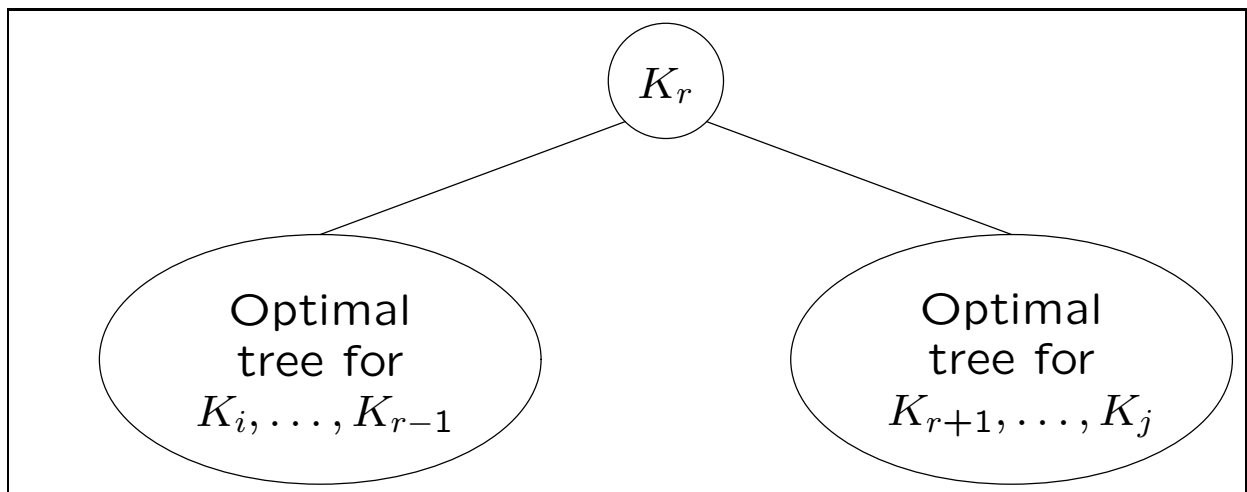 K_r
Optimal
tree for
K_i, . . . , K_{r−1}
Optimal
tree for
K_{r+1}, . . . , K_j